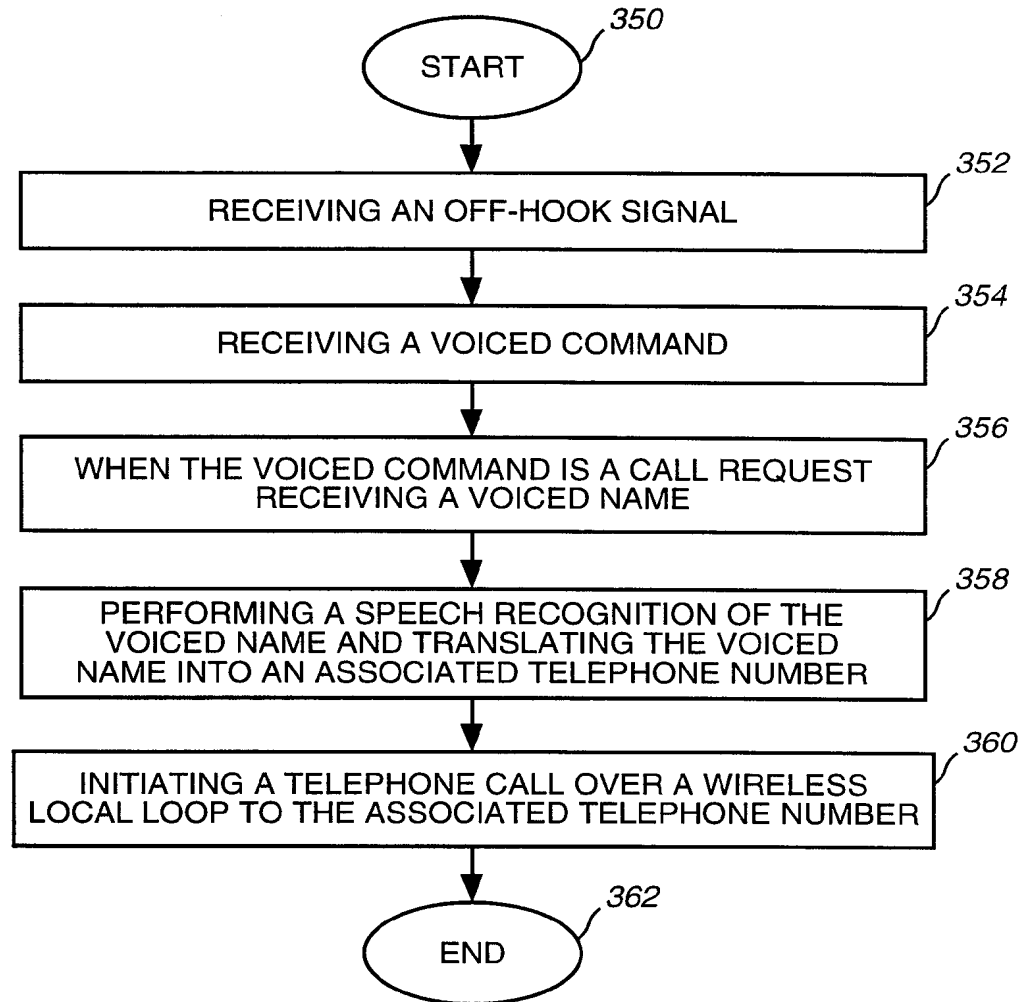 350
START
352
RECEIVING AN OFF-HOOK SIGNAL
354
RECEIVING A VOICED COMMAND
356
WHEN THE VOICED COMMAND IS A CALL REQUEST
RECEIVING A VOICED NAME
358
PERFORMING A SPEECH RECOGNITION OF THE
VOICED NAME AND TRANSLATING THE VOICED
NAME INTO AN ASSOCIATED TELEPHONE NUMBER
360
INITIATING A TELEPHONE CALL OVER A WIRELESS
LOCAL LOOP TO THE ASSOCIATED TELEPHONE NUMBER
362
END